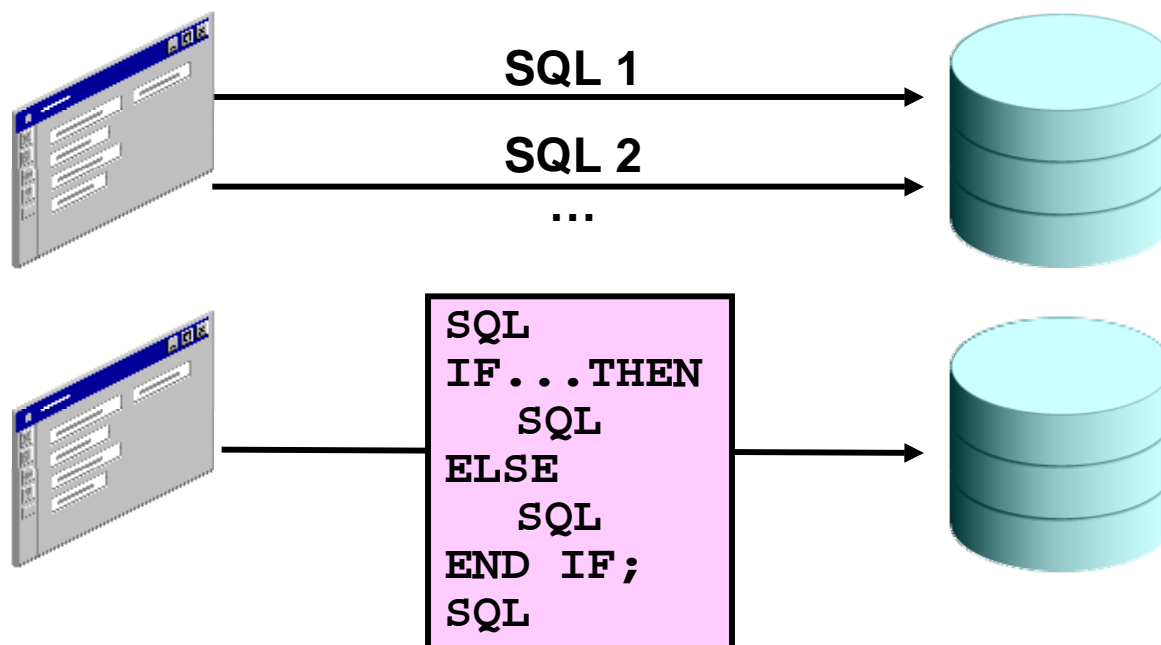 SQL 1
SQL 2
...
SQL
IF...THEN
SQL
ELSE
SQL
END IF;
SQL